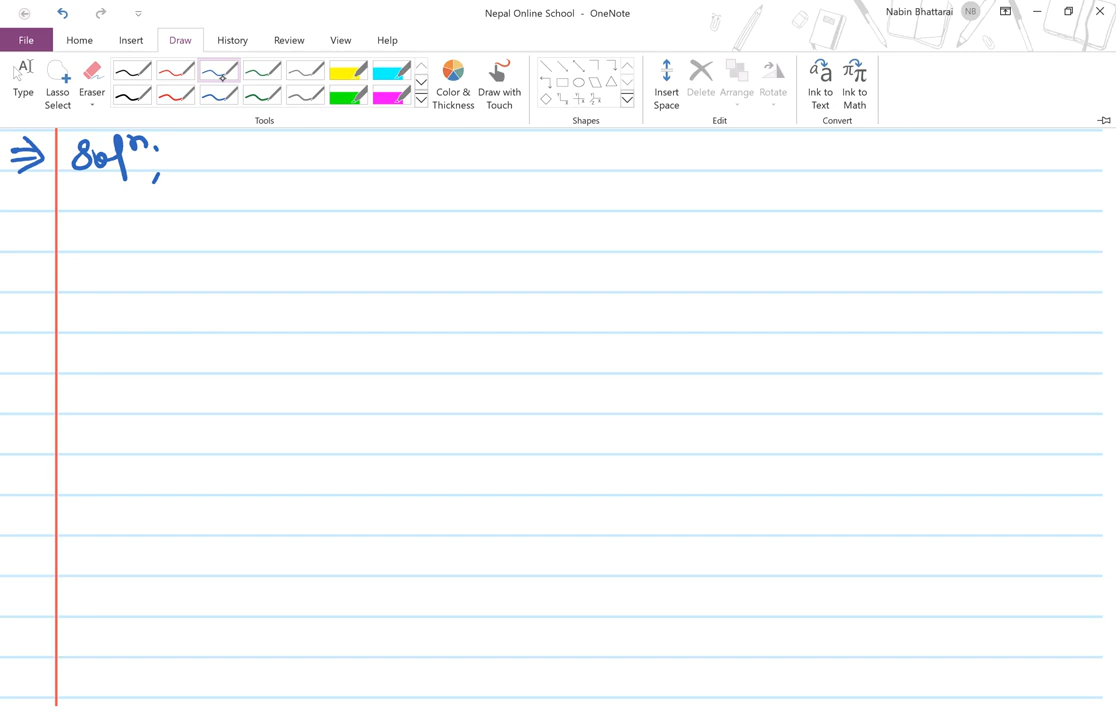 Nepal Online School - OneNote
Nabin Bhattarai NB
File Home Insert Draw History Review View Help
Type
Lasso Select
Eraser
Color & Thickness
Draw with Touch
Insert Space
Delete
Arrange
Rotate
Ink to Text
Ink to Math
Tools
Shapes
Edit
Convert
⇒ Solⁿ:,